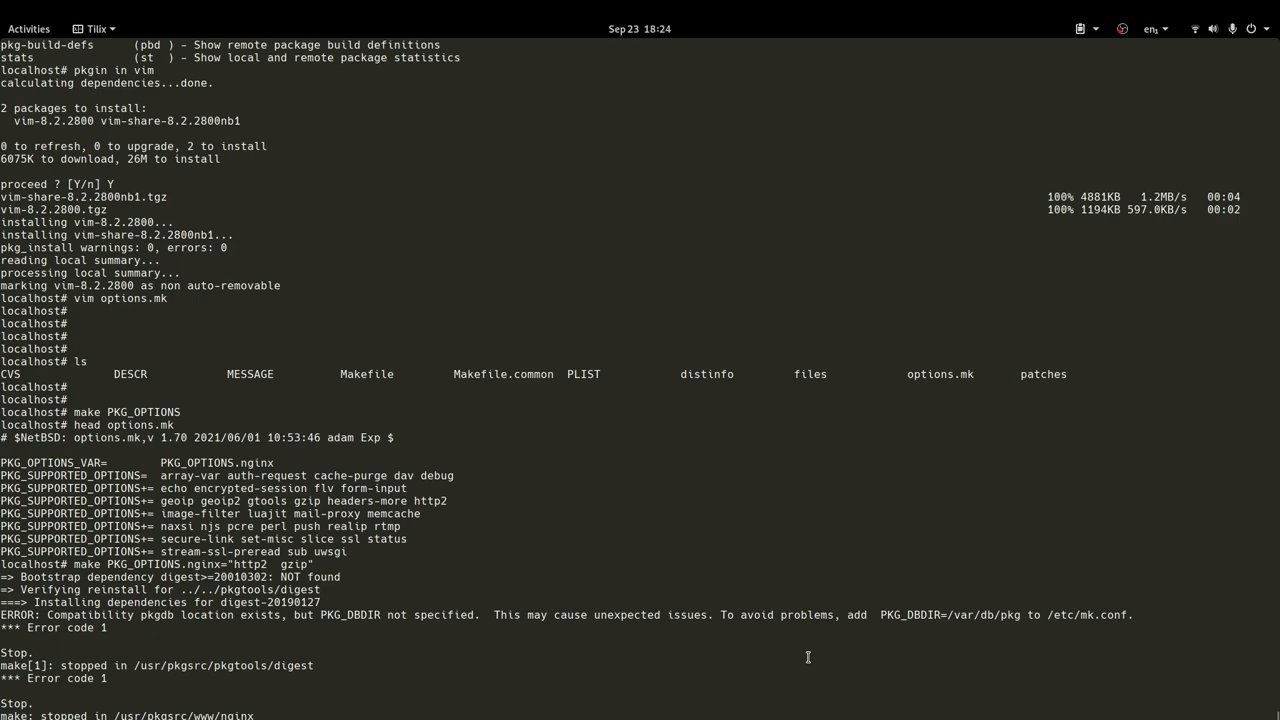 Activities Tilix Sep 23 18:24 en₁
pkg-build-defs (pbd ) - Show remote package build definitions
stats (st ) - Show local and remote package statistics
localhost# pkgin in vim
calculating dependencies...done.
2 packages to install:
vim-8.2.2800 vim-share-8.2.2800nb1
0 to refresh, 0 to upgrade, 2 to install
6075K to download, 26M to install
proceed ? [Y/n] Y
vim-share-8.2.2800nb1.tgz 100% 4881KB 1.2MB/s 00:04
vim-8.2.2800.tgz 100% 1194KB 597.0KB/s 00:02
installing vim-8.2.2800...
installing vim-share-8.2.2800nb1...
pkg_install warnings: 0, errors: 0
reading local summary...
processing local summary...
marking vim-8.2.2800 as non auto-removable
localhost# vim options.mk
localhost#
localhost#
localhost#
localhost#
localhost# ls
CVS DESCR MESSAGE Makefile Makefile.common PLIST distinfo files options.mk patches
localhost#
localhost#
localhost# make PKG_OPTIONS
localhost# head options.mk
# $NetBSD: options.mk,v 1.70 2021/06/01 10:53:46 adam Exp $
PKG_OPTIONS_VAR= PKG_OPTIONS.nginx
PKG_SUPPORTED_OPTIONS= array-var auth-request cache-purge dav debug
PKG_SUPPORTED_OPTIONS+= echo encrypted-session flv form-input
PKG_SUPPORTED_OPTIONS+= geoip geoip2 gtools gzip headers-more http2
PKG_SUPPORTED_OPTIONS+= image-filter luajit mail-proxy memcache
PKG_SUPPORTED_OPTIONS+= naxsi njs pcre perl push realip rtmp
PKG_SUPPORTED_OPTIONS+= secure-link set-misc slice ssl status
PKG_SUPPORTED_OPTIONS+= stream-ssl-preread sub uwsgi
localhost# make PKG_OPTIONS.nginx="http2 gzip"
=> Bootstrap dependency digest>=20010302: NOT found
=> Verifying reinstall for ../../pkgtools/digest
===> Installing dependencies for digest-20190127
ERROR: Compatibility pkgdb location exists, but PKG_DBDIR not specified. This may cause unexpected issues. To avoid problems, add PKG_DBDIR=/var/db/pkg to /etc/mk.conf.
*** Error code 1
Stop.
make[1]: stopped in /usr/pkgsrc/pkgtools/digest
*** Error code 1
Stop.
make: stopped in /usr/pkgsrc/www/nginx